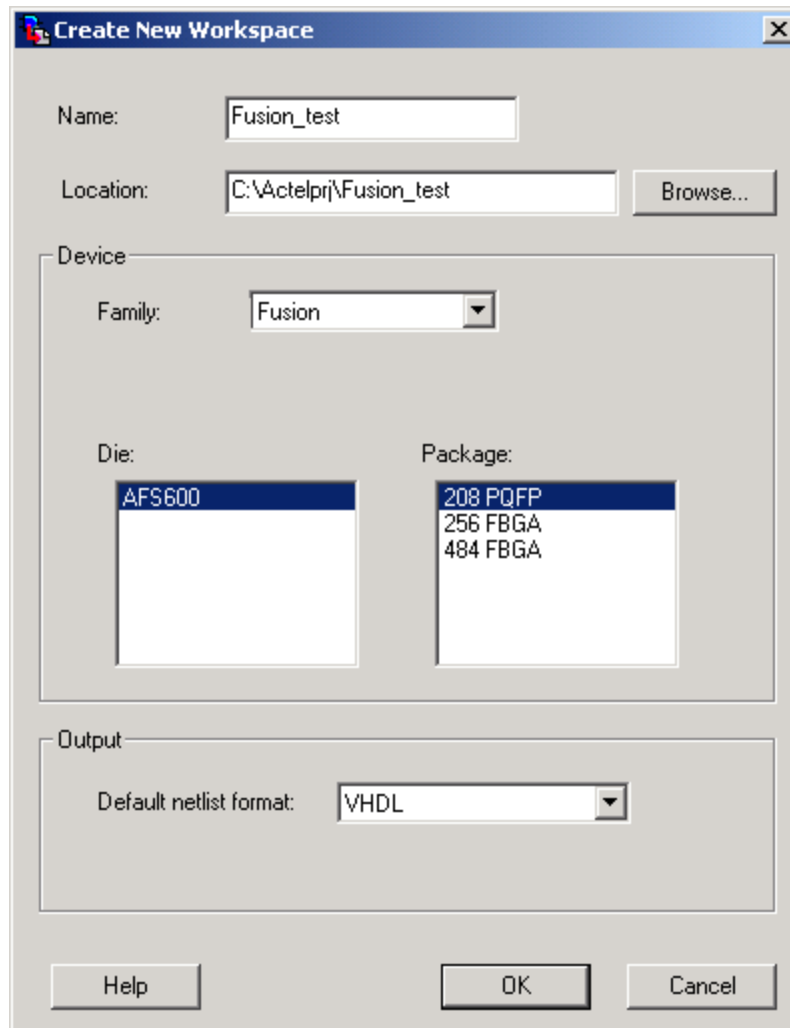 Create New Workspace
Name: Fusion_test
Location: C:\Actelprj\Fusion_test Browse...
Device
Family: Fusion
Die: Package:
AFS600 208 PQFP
256 FBGA
484 FBGA
Output
Default netlist format: VHDL
Help OK Cancel